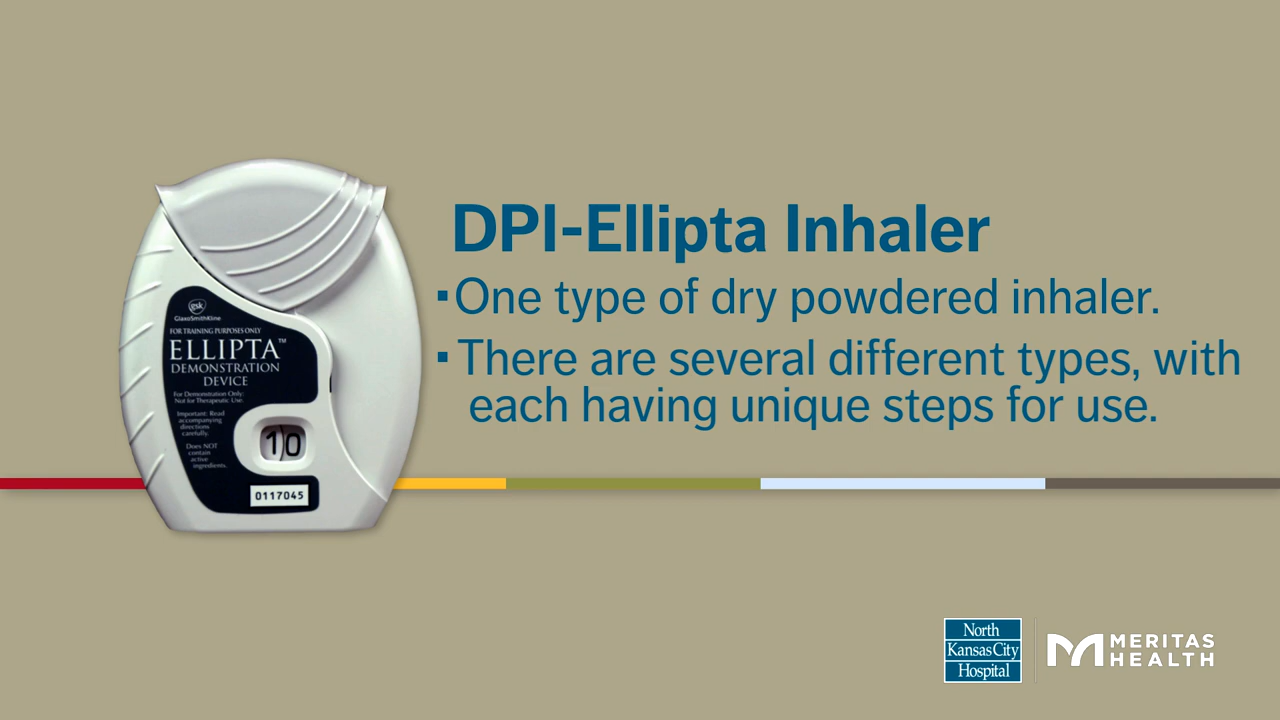 DPI-Ellipta Inhaler
▪One type of dry powdered inhaler.
▪There are several different types, with
each having unique steps for use.
gsk
GlaxoSmithKline
FOR TRAINING PURPOSES ONLY
ELLIPTA™
DEMONSTRATION
DEVICE
For Demonstration Only:
Not for Therapeutic Use.
Important: Read
accompanying
directions
carefully.
Does NOT
contain
active
ingredients.
10
0117045
North
Kansas City
Hospital
MERITAS
HEALTH